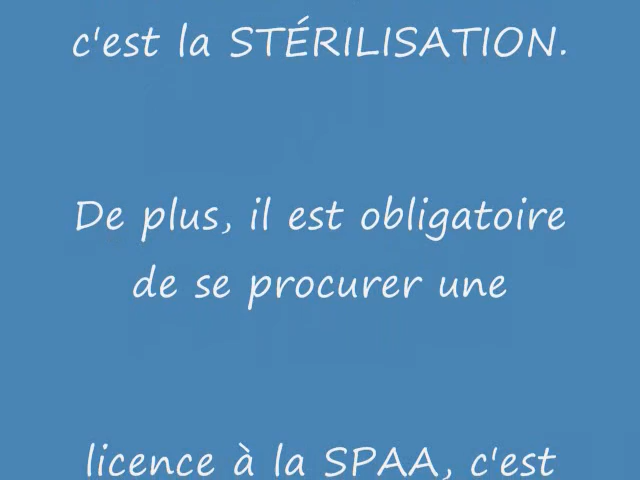 c'est la STÉRILISATION.
De plus, il est obligatoire
de se procurer une
licence à la SPAA, c'est